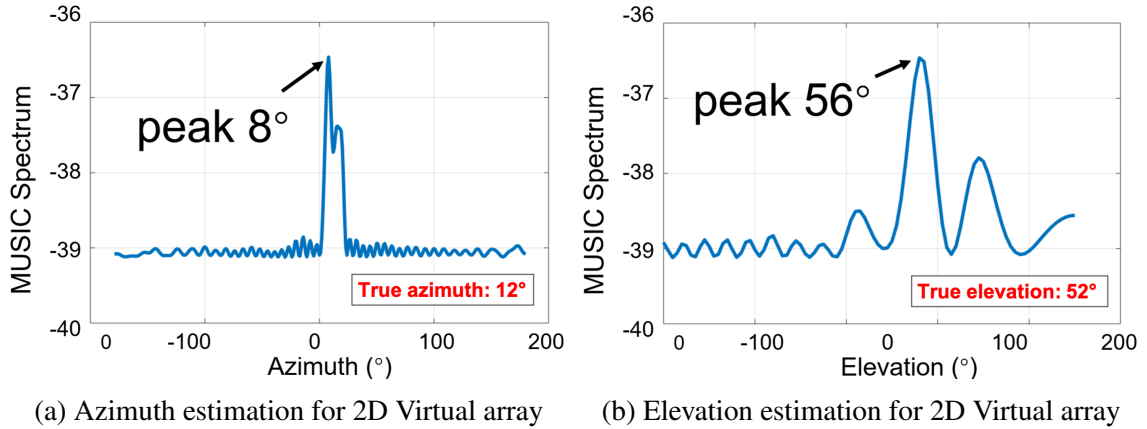 -36
-37
-38
-39
-40
MUSIC Spectrum
peak 8°
True azimuth: 12°
0 -100 0 100 200
Azimuth (°)
(a) Azimuth estimation for 2D Virtual array
-36
-37
-38
-39
-40
MUSIC Spectrum
peak 56°
True elevation: 52°
0 -100 0 100 200
Elevation (°)
(b) Elevation estimation for 2D Virtual array